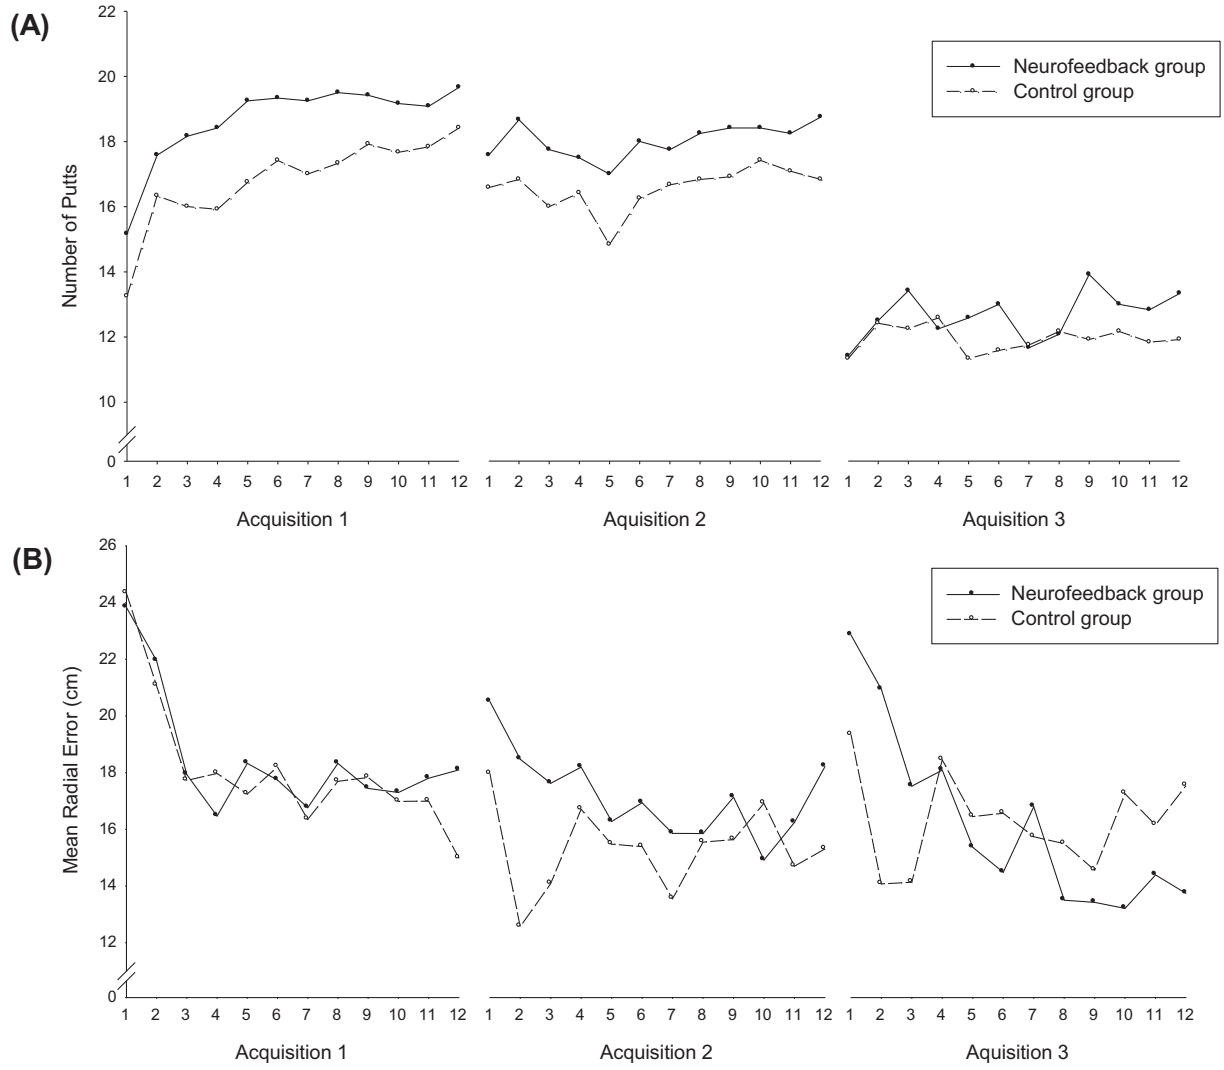 (A)
22
20
18
16
14
12
10
0
Number of Putts
Neurofeedback group
Control group
1 2 3 4 5 6 7 8 9 10 11 12
1 2 3 4 5 6 7 8 9 10 11 12
1 2 3 4 5 6 7 8 9 10 11 12
Acquisition 1
Aquisition 2
Aquisition 3
(B)
26
24
22
20
18
16
14
12
0
Mean Radial Error (cm)
Neurofeedback group
Control group
1 2 3 4 5 6 7 8 9 10 11 12
1 2 3 4 5 6 7 8 9 10 11 12
1 2 3 4 5 6 7 8 9 10 11 12
Acquisition 1
Acquisition 2
Acquisition 3